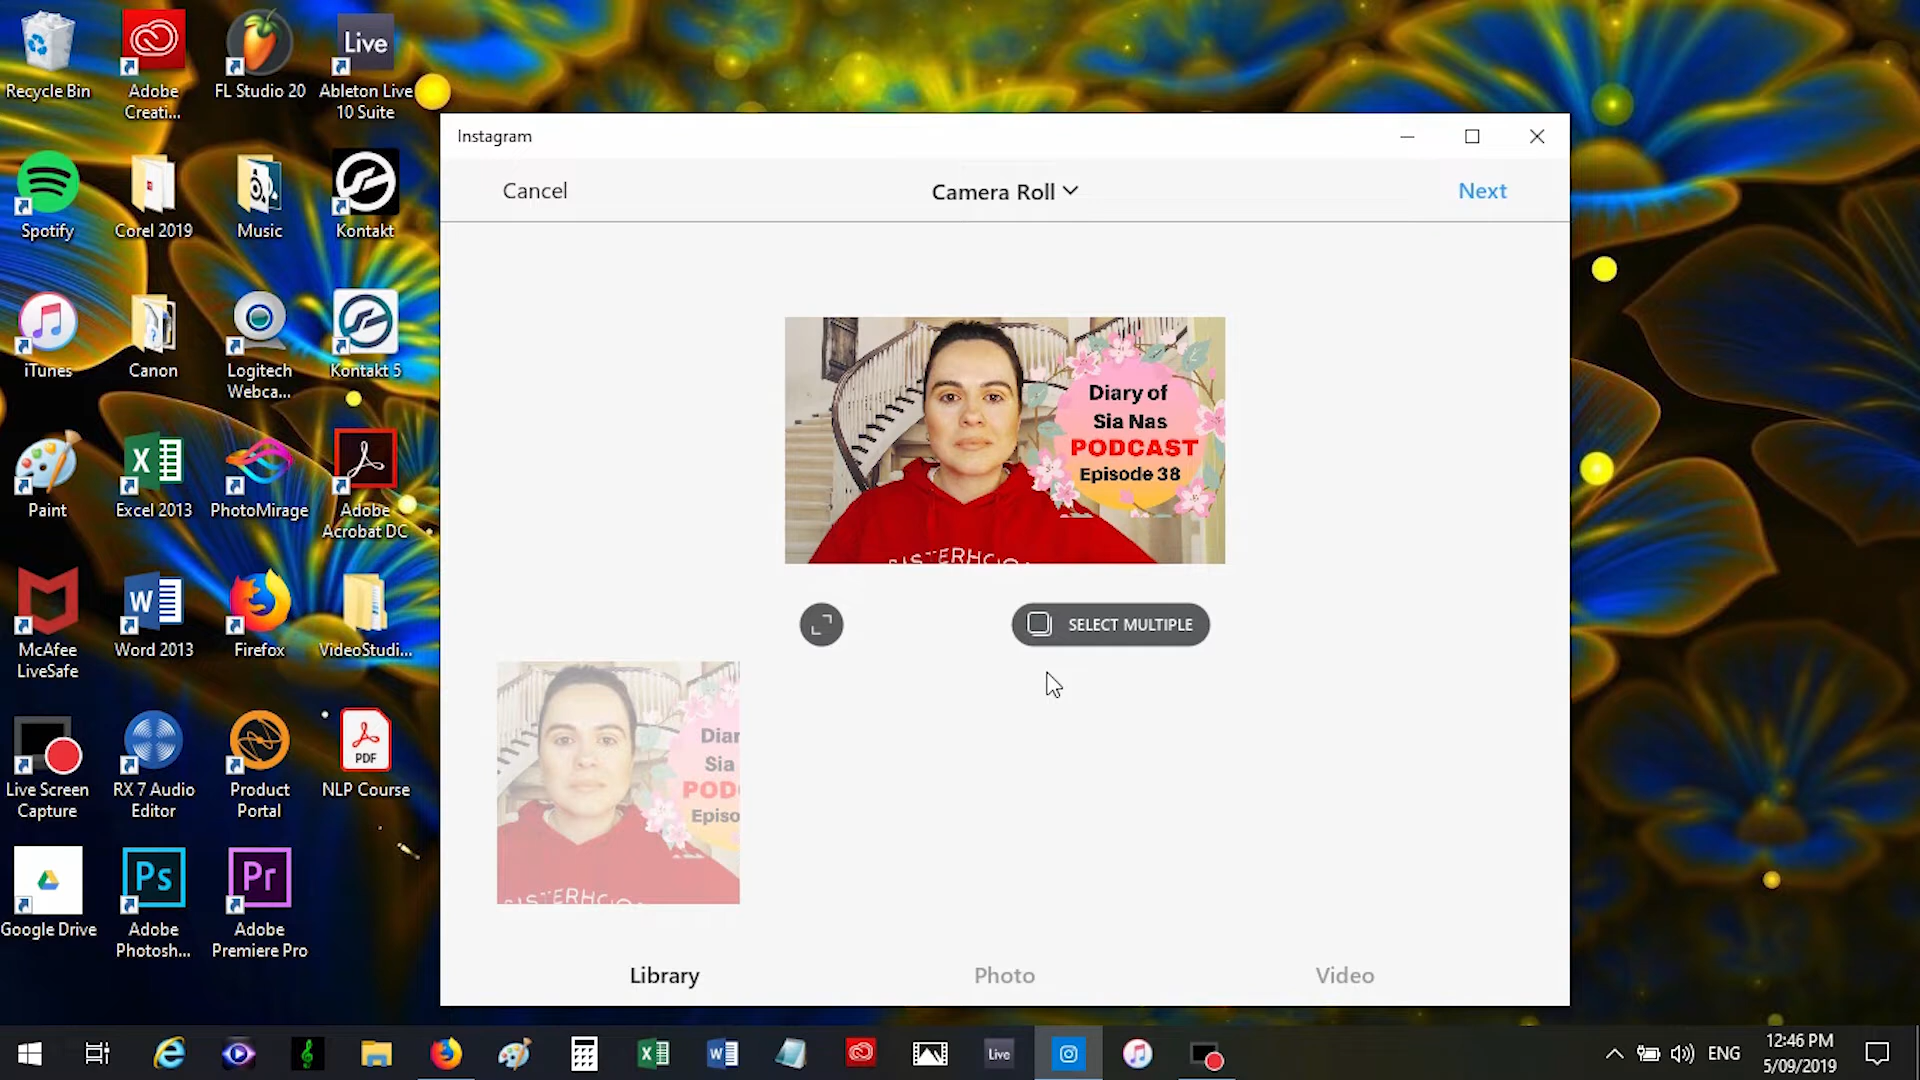 Recycle Bin
Adobe
Creati...
FL Studio 20
Live
Ableton Live
10 Suite
Spotify
Corel 2019
Music
Kontakt
iTunes
Canon
Logitech
Webca...
Kontakt 5
Paint
Excel 2013
PhotoMirage
Adobe
Acrobat DC
McAfee
LiveSafe
Word 2013
Firefox
VideoStudi...
Live Screen
Capture
RX 7 Audio
Editor
Product
Portal
PDF
NLP Course
Google Drive
Ps
Adobe
Photosh...
Pr
Adobe
Premiere Pro
Instagram
Cancel
Camera Roll
Next
Diary of
Sia Nas
PODCAST
Episode 38
SELECT MULTIPLE
Library
Photo
Video
Live
ENG
12:46 PM
5/09/2019